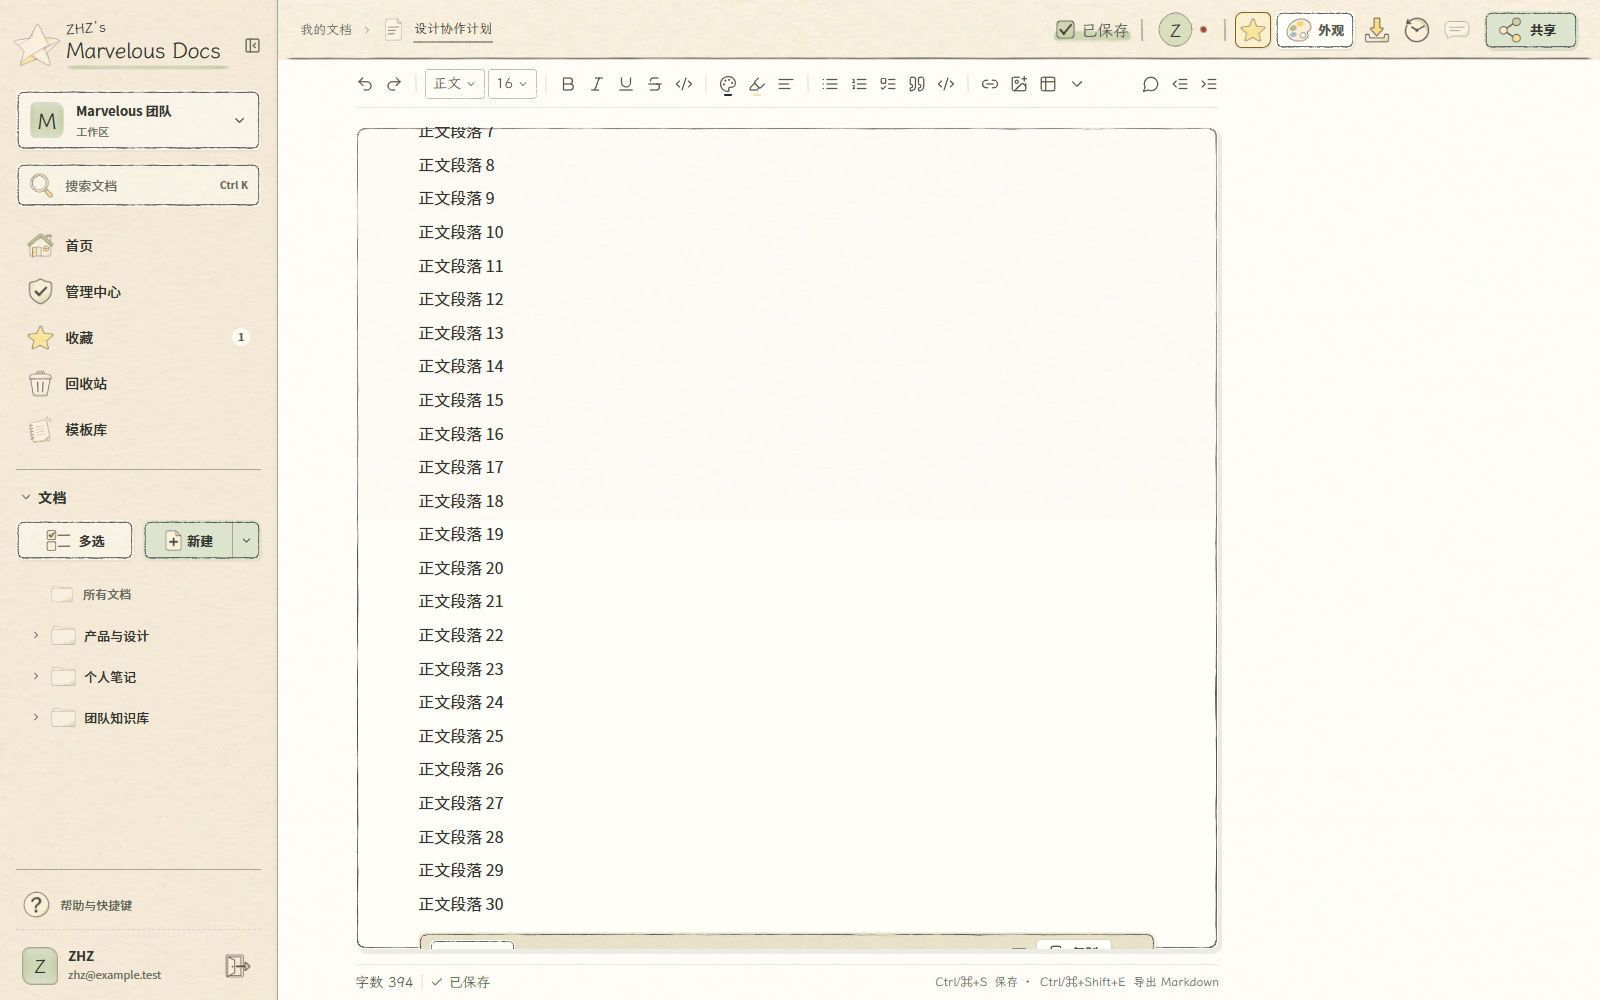 ZHZ's
Marvelous Docs
M
Marvelous 团队
工作区
搜索文档
Ctrl K
首页
管理中心
收藏
1
回收站
模板库
文档
多选
新建
所有文档
产品与设计
个人笔记
团队知识库
?
帮助与快捷键
Z
ZHZ
zhz@example.test
我的文档
设计协作计划
已保存
Z
外观
共享
正文
16
正文段落 7
正文段落 8
正文段落 9
正文段落 10
正文段落 11
正文段落 12
正文段落 13
正文段落 14
正文段落 15
正文段落 16
正文段落 17
正文段落 18
正文段落 19
正文段落 20
正文段落 21
正文段落 22
正文段落 23
正文段落 24
正文段落 25
正文段落 26
正文段落 27
正文段落 28
正文段落 29
正文段落 30
字数 394
已保存
Ctrl/⌘+S 保存 · Ctrl/⌘+Shift+E 导出 Markdown